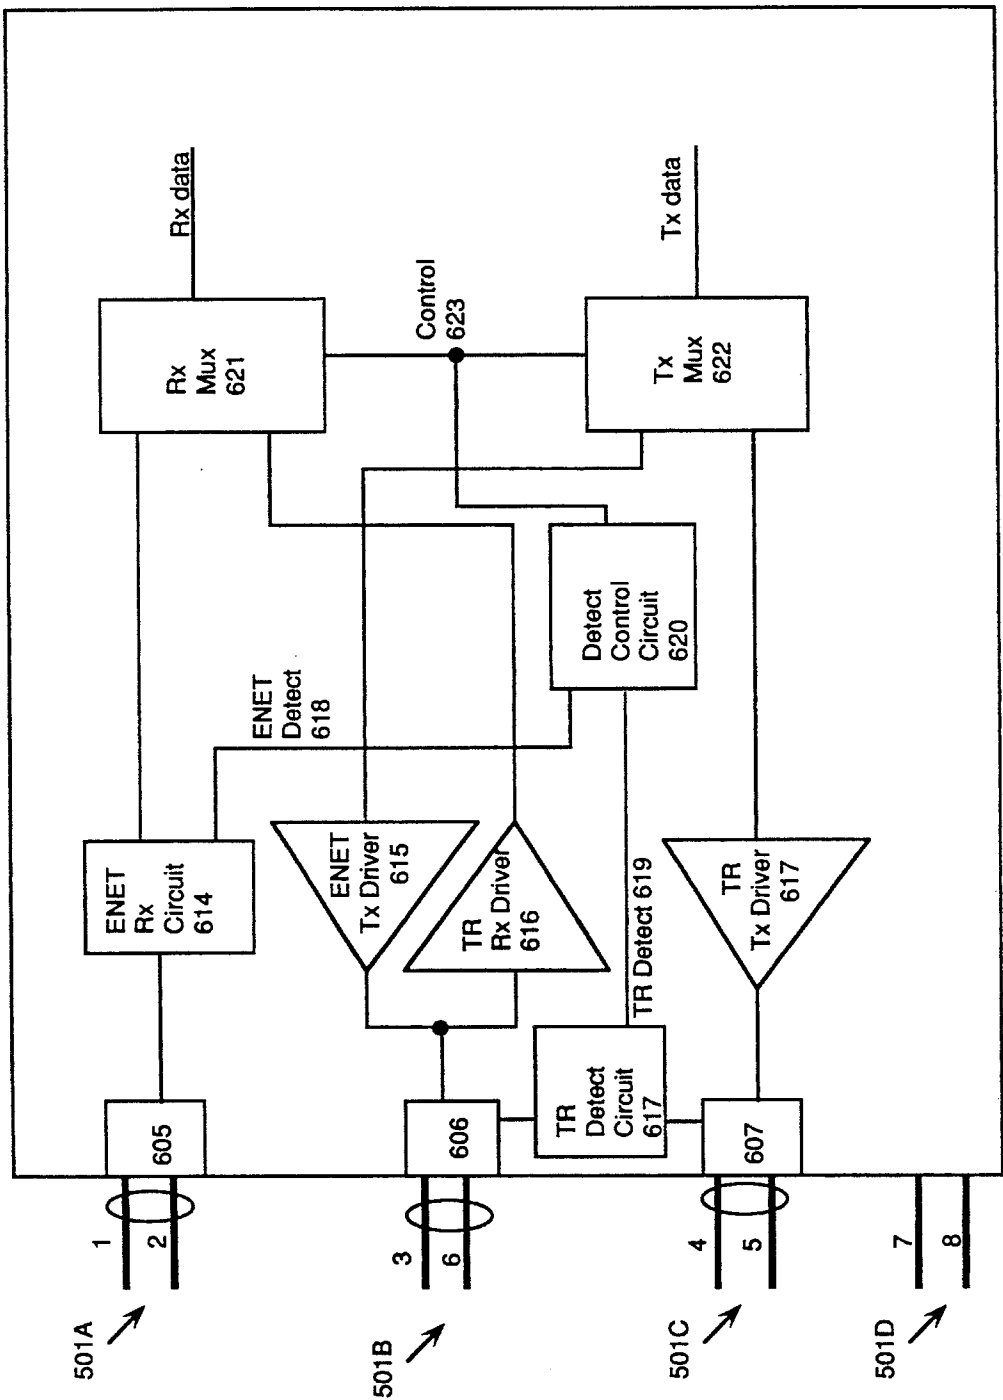 501A
1
2
605
ENET
Rx
Circuit
614
Rx
Mux
621
Rx data
ENET
Detect
618
Control
623
501B
3
6
606
ENET
Tx Driver
615
TR
Rx Driver
616
TR
Detect
Circuit
617
TR Detect 619
Detect
Control
Circuit
620
Tx
Mux
622
Tx data
501C
4
5
607
TR
Tx Driver
617
501D
7
8